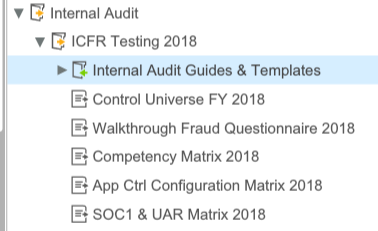 Internal Audit
ICFR Testing 2018
Internal Audit Guides & Templates
Control Universe FY 2018
Walkthrough Fraud Questionnaire 2018
Competency Matrix 2018
App Ctrl Configuration Matrix 2018
SOC1 & UAR Matrix 2018